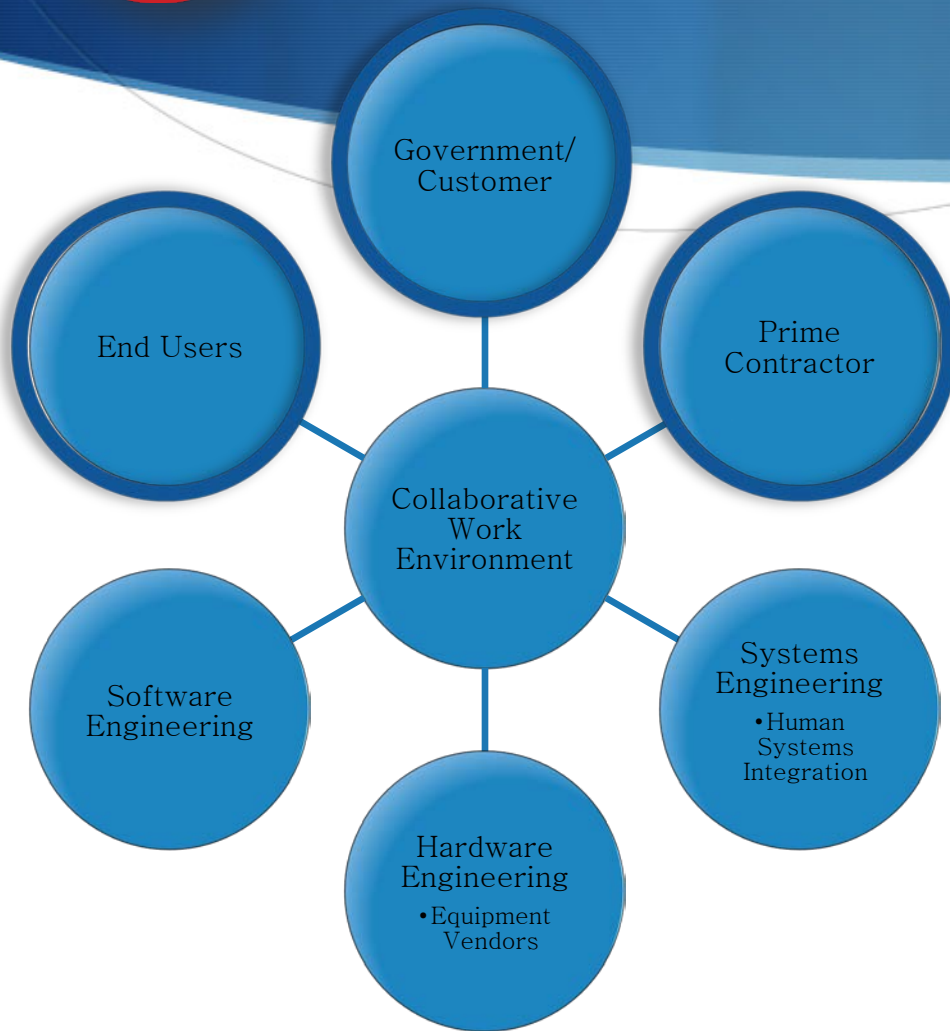 Government/
Customer
End Users
Prime
Contractor
Collaborative
Work
Environment
Software
Engineering
Systems
Engineering
•Human
Systems
Integration
Hardware
Engineering
•Equipment
Vendors